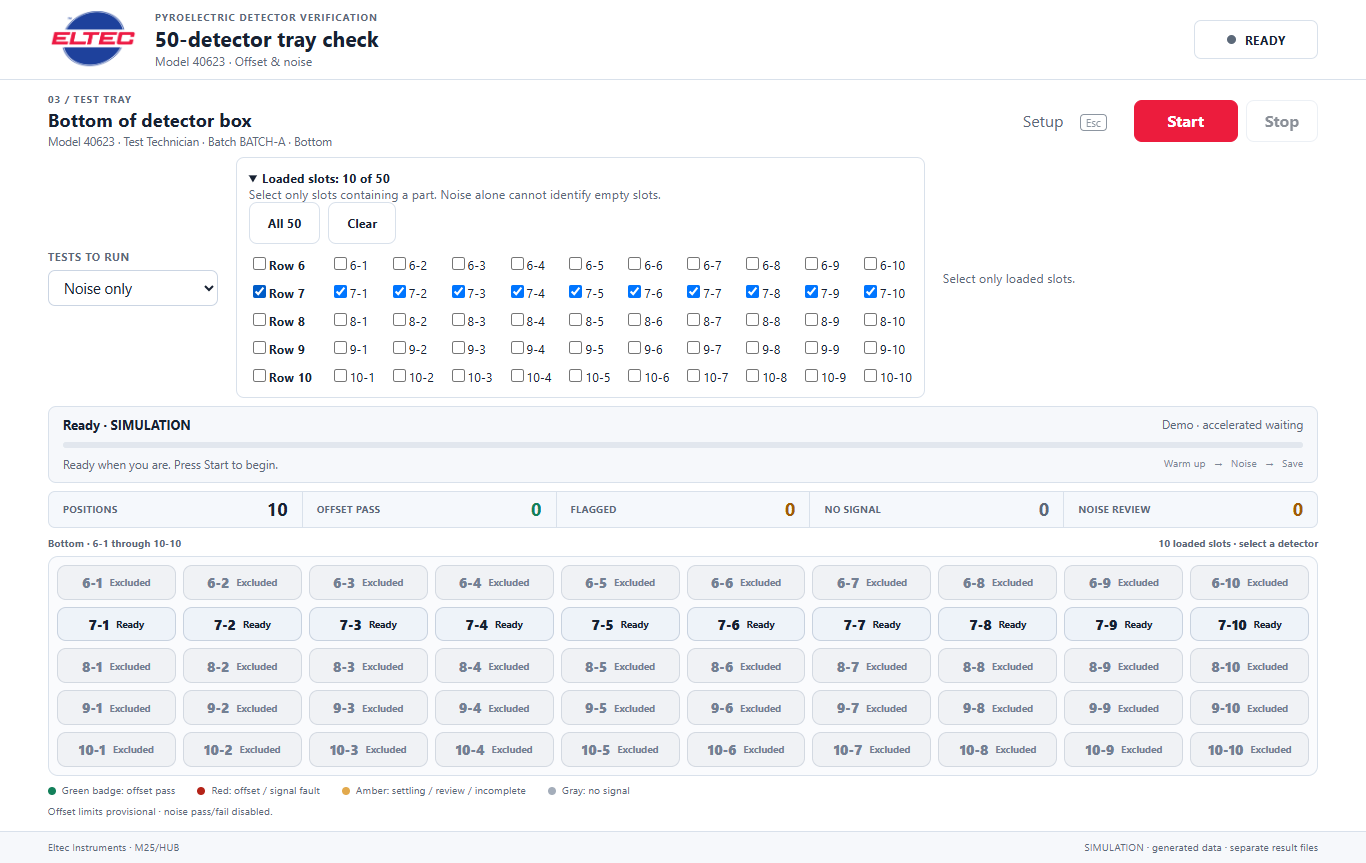 ELTEC
PYROELECTRIC DETECTOR VERIFICATION
50-detector tray check
Model 40623 · Offset & noise
READY
03 / TEST TRAY
Bottom of detector box
Model 40623 · Test Technician · Batch BATCH-A · Bottom
Setup Esc Start Stop
▼ Loaded slots: 10 of 50
Select only slots containing a part. Noise alone cannot identify empty slots.
All 50 Clear
TESTS TO RUN
Noise only
Row 6 6-1 6-2 6-3 6-4 6-5 6-6 6-7 6-8 6-9 6-10
Row 7 7-1 7-2 7-3 7-4 7-5 7-6 7-7 7-8 7-9 7-10
Row 8 8-1 8-2 8-3 8-4 8-5 8-6 8-7 8-8 8-9 8-10
Row 9 9-1 9-2 9-3 9-4 9-5 9-6 9-7 9-8 9-9 9-10
Row 10 10-1 10-2 10-3 10-4 10-5 10-6 10-7 10-8 10-9 10-10
Select only loaded slots.
Ready · SIMULATION Demo · accelerated waiting
Ready when you are. Press Start to begin. Warm up → Noise → Save
POSITIONS 10 OFFSET PASS 0 FLAGGED 0 NO SIGNAL 0 NOISE REVIEW 0
Bottom · 6-1 through 10-10 10 loaded slots · select a detector
6-1 Excluded 6-2 Excluded 6-3 Excluded 6-4 Excluded 6-5 Excluded 6-6 Excluded 6-7 Excluded 6-8 Excluded 6-9 Excluded 6-10 Excluded
7-1 Ready 7-2 Ready 7-3 Ready 7-4 Ready 7-5 Ready 7-6 Ready 7-7 Ready 7-8 Ready 7-9 Ready 7-10 Ready
8-1 Excluded 8-2 Excluded 8-3 Excluded 8-4 Excluded 8-5 Excluded 8-6 Excluded 8-7 Excluded 8-8 Excluded 8-9 Excluded 8-10 Excluded
9-1 Excluded 9-2 Excluded 9-3 Excluded 9-4 Excluded 9-5 Excluded 9-6 Excluded 9-7 Excluded 9-8 Excluded 9-9 Excluded 9-10 Excluded
10-1 Excluded 10-2 Excluded 10-3 Excluded 10-4 Excluded 10-5 Excluded 10-6 Excluded 10-7 Excluded 10-8 Excluded 10-9 Excluded 10-10 Excluded
Green badge: offset pass Red: offset / signal fault Amber: settling / review / incomplete Gray: no signal
Offset limits provisional · noise pass/fail disabled.
Eltec Instruments · M25/HUB SIMULATION · generated data · separate result files